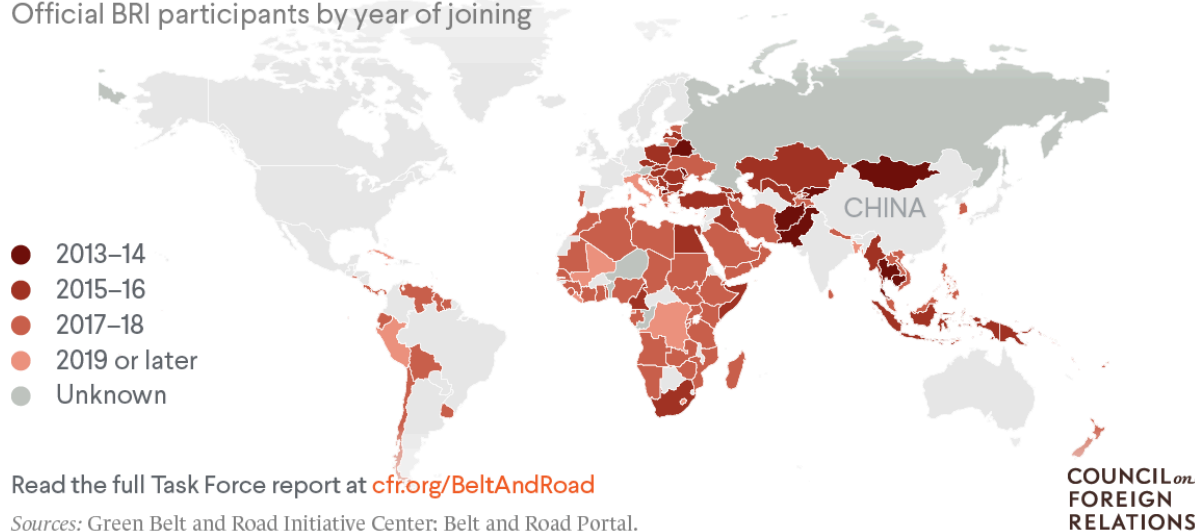 Official BRI participants by year of joining
CHINA
2013–14
2015–16
2017–18
2019 or later
Unknown
Read the full Task Force report at cfr.org/BeltAndRoad
Sources: Green Belt and Road Initiative Center; Belt and Road Portal.
COUNCIL on
FOREIGN
RELATIONS